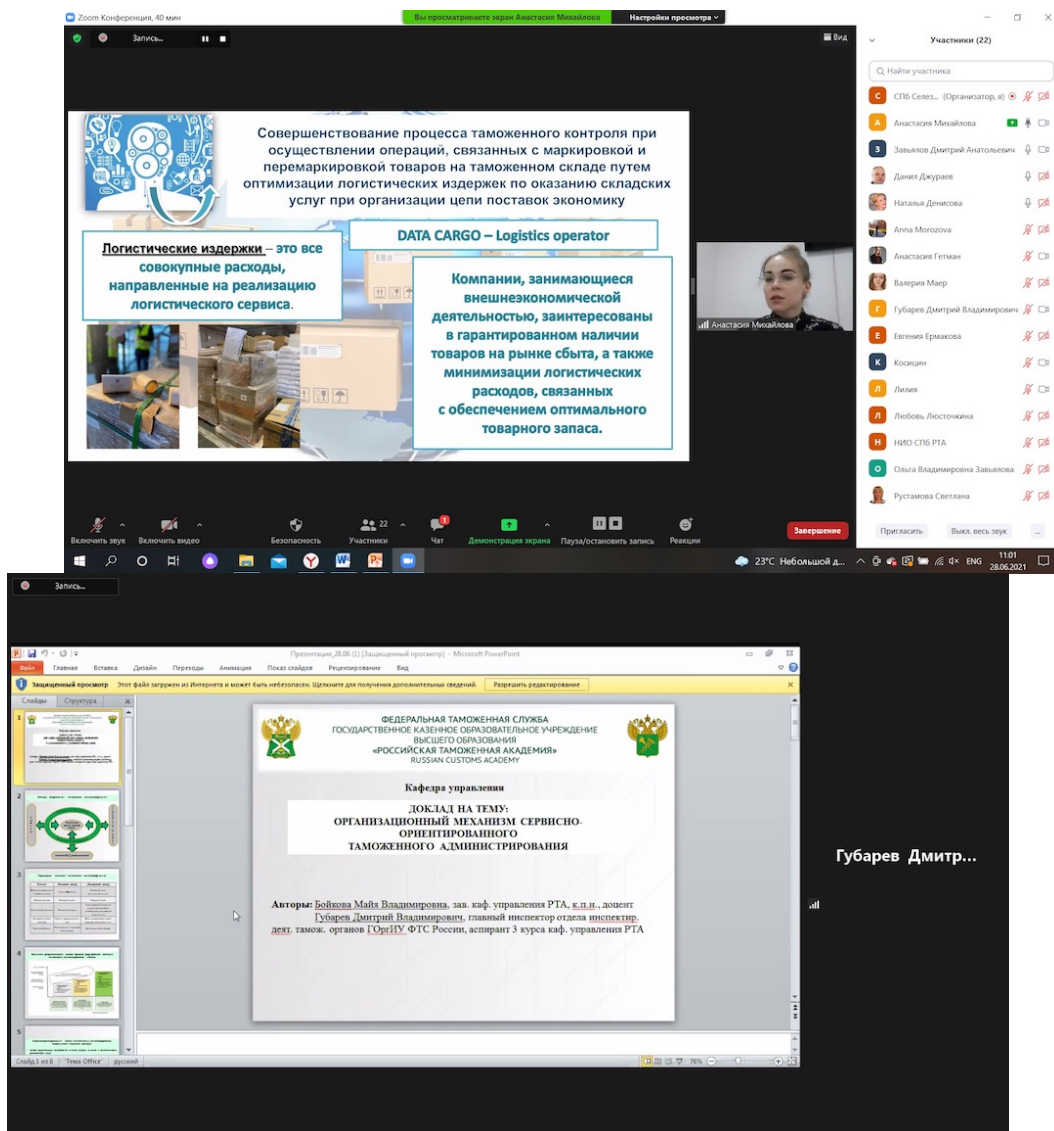 Zoom Конференция, 40 мин
Вы просматриваете экран Анастасия Михайлова
Настройки просмотра
Запись...
Вид
Совершенствование процесса таможенного контроля при
осуществлении операций, связанных с маркировкой и
перемаркировкой товаров на таможенном складе путем
оптимизации логистических издержек по оказанию складских
услуг при организации цепи поставок экономику
DATA CARGO – Logistics operator
Логистические издержки – это все
совокупные расходы,
направленные на реализацию
логистического сервиса.
Компании, занимающиеся
внешнеэкономической
деятельностью, заинтересованы
в гарантированном наличии
товаров на рынке сбыта, а также
минимизации логистических
расходов, связанных
с обеспечением оптимального
товарного запаса.
Анастасия Михайлова
Участники (22)
Найти участника
С СПб Селез... (Организатор, я)
А Анастасия Михайлова
З Завьялов Дмитрий Анатольевич
Данил Джураев
Наталья Денисова
Anna Morozova
Анастасия Гетман
Валерия Маер
Г Губарев Дмитрий Владимирович
Е Евгения Ермакова
К Косицин
Л Лилия
Л Любовь Люсточкина
Н НИО СПб РТА
О Ольга Владимировна Завьялова
Рустамова Светлана
Пригласить
Выкл. весь звук
...
Включить звук
Включить видео
Безопасность
22
Участники
1
Чат
Демонстрация экрана
Пауза/остановить запись
Реакции
Завершение
23°C Небольшой д...
ENG
11:01
28.06.2021
Запись...
Презентация_28.06 (1) [Защищенный просмотр] - Microsoft PowerPoint
Файл Главная Вставка Дизайн Переходы Анимация Показ слайдов Рецензирование Вид
Защищенный просмотр Этот файл загружен из Интернета и может быть небезопасен. Щелкните для получения дополнительных сведений. Разрешить редактирование
Слайды Структура
1
2
3
4
5
ФЕДЕРАЛЬНАЯ ТАМОЖЕННАЯ СЛУЖБА
ГОСУДАРСТВЕННОЕ КАЗЕННОЕ ОБРАЗОВАТЕЛЬНОЕ УЧРЕЖДЕНИЕ
ВЫСШЕГО ОБРАЗОВАНИЯ
«РОССИЙСКАЯ ТАМОЖЕННАЯ АКАДЕМИЯ»
RUSSIAN CUSTOMS ACADEMY
Кафедра управления
ДОКЛАД НА ТЕМУ:
ОРГАНИЗАЦИОННЫЙ МЕХАНИЗМ СЕРВИСНО-
ОРИЕНТИРОВАННОГО
ТАМОЖЕННОГО АДМИНИСТРИРОВАНИЯ
Авторы: Бойкова Майя Владимировна, зав. каф. управления РТА, к.п.н., доцент
Губарев Дмитрий Владимирович, главный инспектор отдела инспектир.
деят. тамож. органов ГОргИУ ФТС России, аспирант 3 курса каф. управления РТА
Губарев Дмитр...
Слайд 1 из 8 "Тема Office" русский
76%